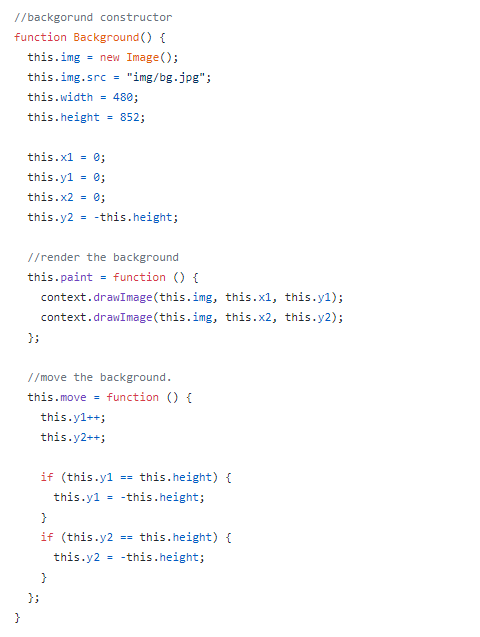 //backgorund constructor
function Background() {
  this.img = new Image();
  this.img.src = "img/bg.jpg";
  this.width = 480;
  this.height = 852;

  this.x1 = 0;
  this.y1 = 0;
  this.x2 = 0;
  this.y2 = -this.height;

  //render the background
  this.paint = function () {
    context.drawImage(this.img, this.x1, this.y1);
    context.drawImage(this.img, this.x2, this.y2);
  };

  //move the background.
  this.move = function () {
    this.y1++;
    this.y2++;

    if (this.y1 == this.height) {
      this.y1 = -this.height;
    }
    if (this.y2 == this.height) {
      this.y2 = -this.height;
    }
  };
}